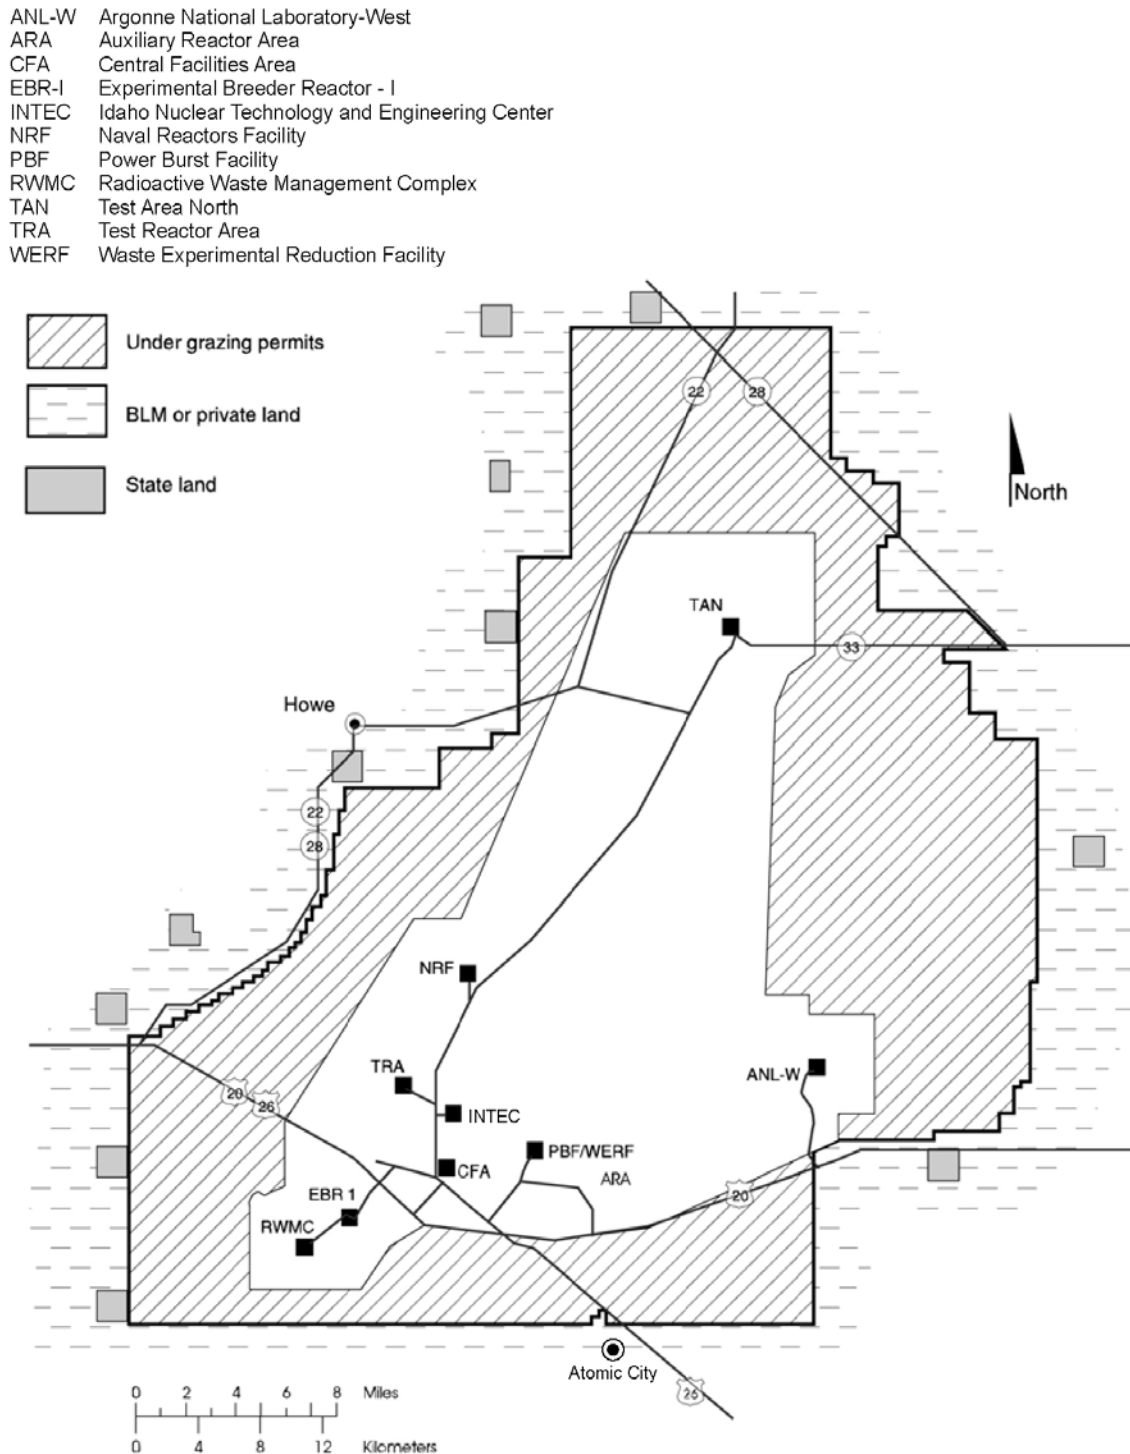 ANL-W Argonne National Laboratory-West
ARA Auxiliary Reactor Area
CFA Central Facilities Area
EBR-I Experimental Breeder Reactor - I
INTEC Idaho Nuclear Technology and Engineering Center
NRF Naval Reactors Facility
PBF Power Burst Facility
RWMC Radioactive Waste Management Complex
TAN Test Area North
TRA Test Reactor Area
WERF Waste Experimental Reduction Facility
Under grazing permits
BLM or private land
State land
22 28
North
TAN
33
Howe
22
28
NRF
TRA
ANL-W
20 26
INTEC
PBF/WERF
CFA
ARA
EBR 1
20
RWMC
Atomic City
26
0 2 4 6 8 Miles
0 4 8 12 Kilometers